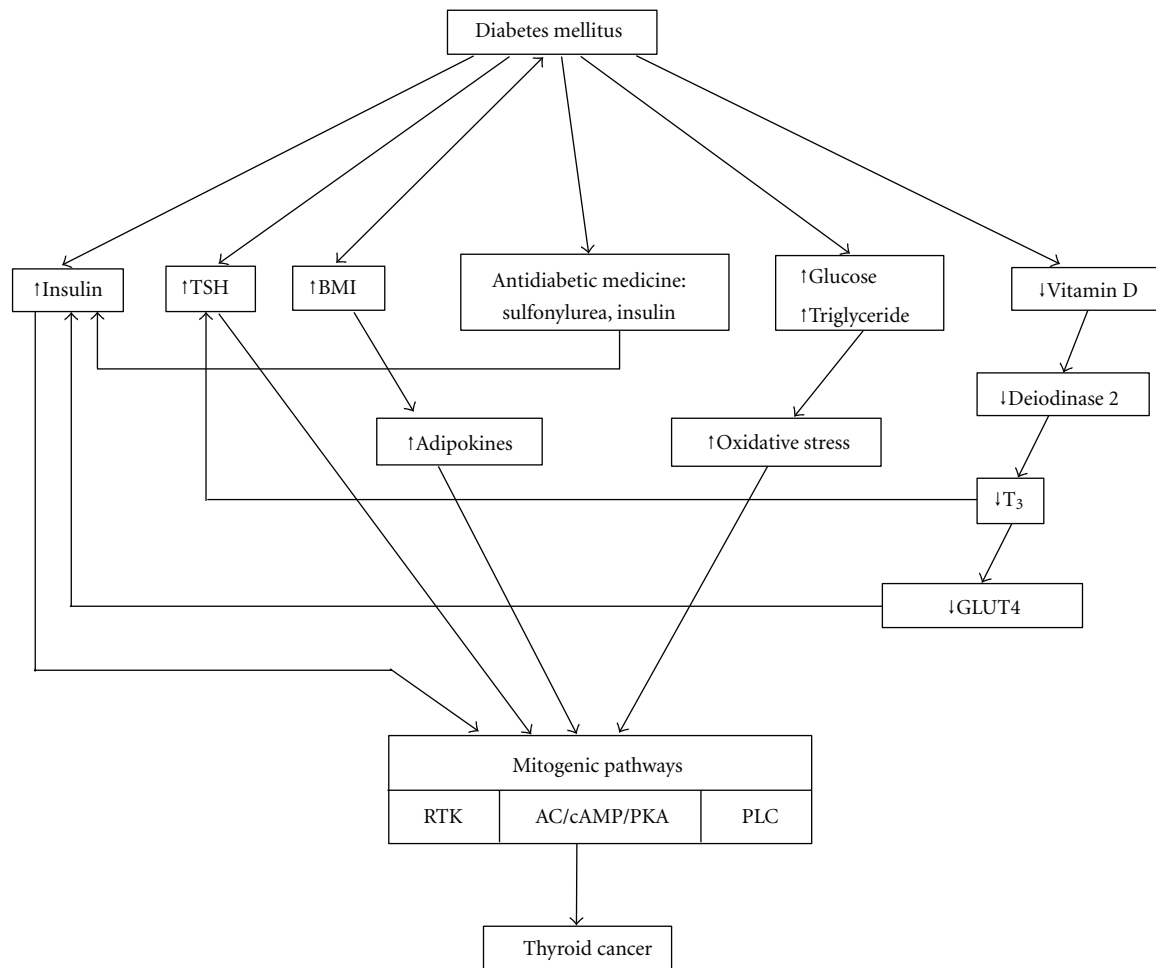 Diabetes mellitus
↑Insulin
↑TSH
↑BMI
Antidiabetic medicine:
sulfonylurea, insulin
↑Glucose
↑Triglyceride
↓Vitamin D
↓Deiodinase 2
↑Adipokines
↑Oxidative stress
↓T₃
↓GLUT4
Mitogenic pathways
RTK
AC/cAMP/PKA
PLC
Thyroid cancer